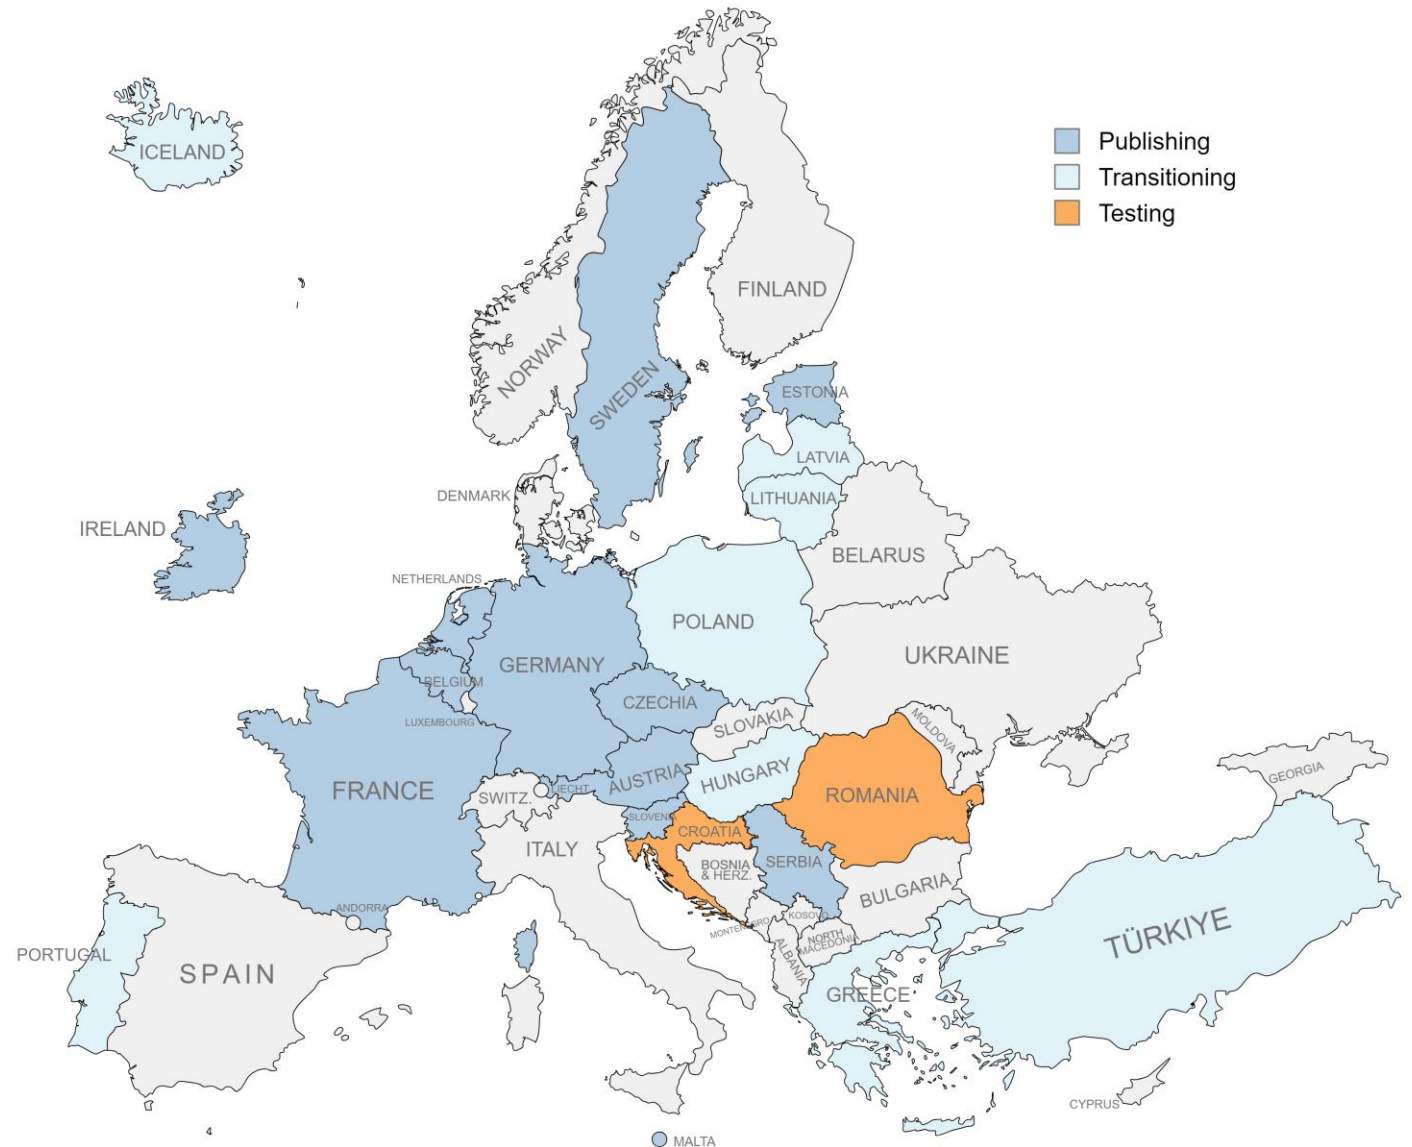 Publishing
Transitioning
Testing
ICELAND
FINLAND
NORWAY
SWEDEN
ESTONIA
LATVIA
LITHUANIA
DENMARK
IRELAND
BELARUS
NETHERLANDS
POLAND
UKRAINE
GERMANY
BELGIUM
CZECHIA
LUXEMBOURG
SLOVAKIA
MOLDOVA
FRANCE
SWITZ.
LIECHT
AUSTRIA
HUNGARY
ROMANIA
GEORGIA
SLOVENIA
CROATIA
ITALY
BOSNIA
& HERZ.
SERBIA
BULGARIA
ANDORRA
KOSOVO
MONTENEGRO
NORTH
MACEDONIA
ALBANIA
TÜRKIYE
PORTUGAL
SPAIN
GREECE
CYPRUS
MALTA